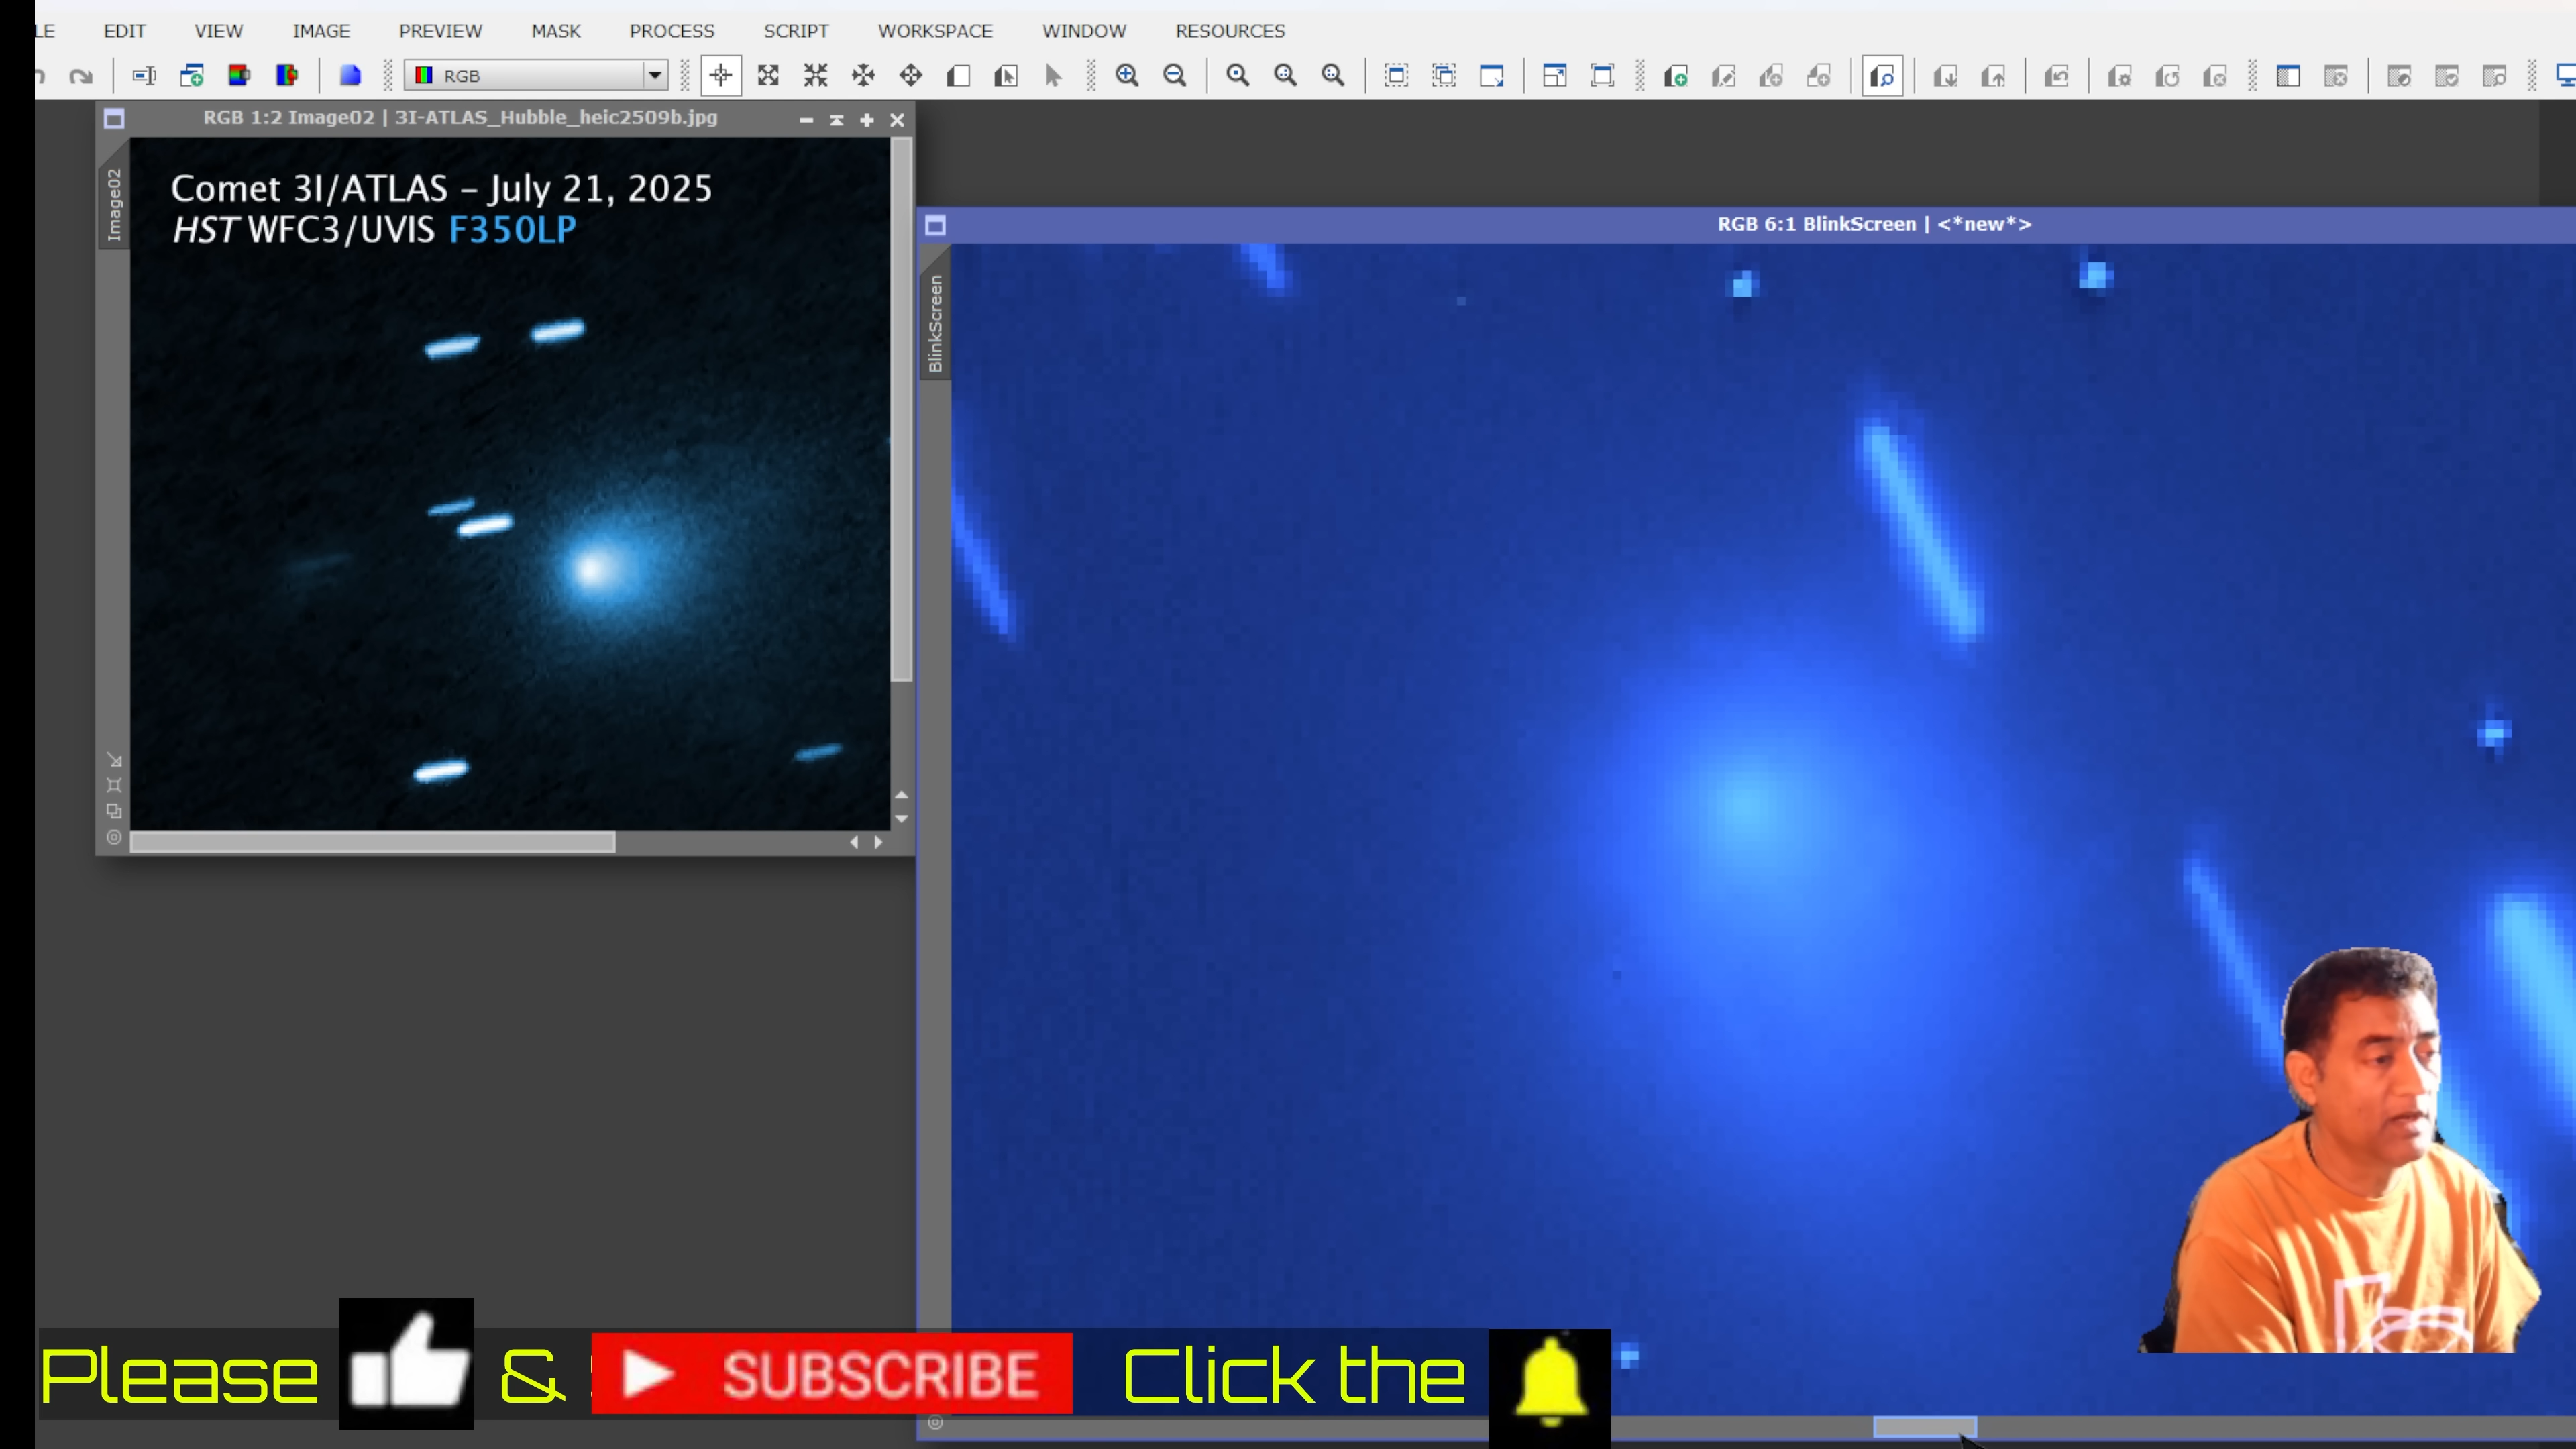 LE EDIT VIEW IMAGE PREVIEW MASK PROCESS SCRIPT WORKSPACE WINDOW RESOURCES
RGB
RGB 1:2 Image02 | 3I-ATLAS_Hubble_heic2509b.jpg
Image02
Comet 3I/ATLAS – July 21, 2025
HST WFC3/UVIS F350LP
RGB 6:1 BlinkScreen | <*new*>
BlinkScreen
Please & SUBSCRIBE Click the